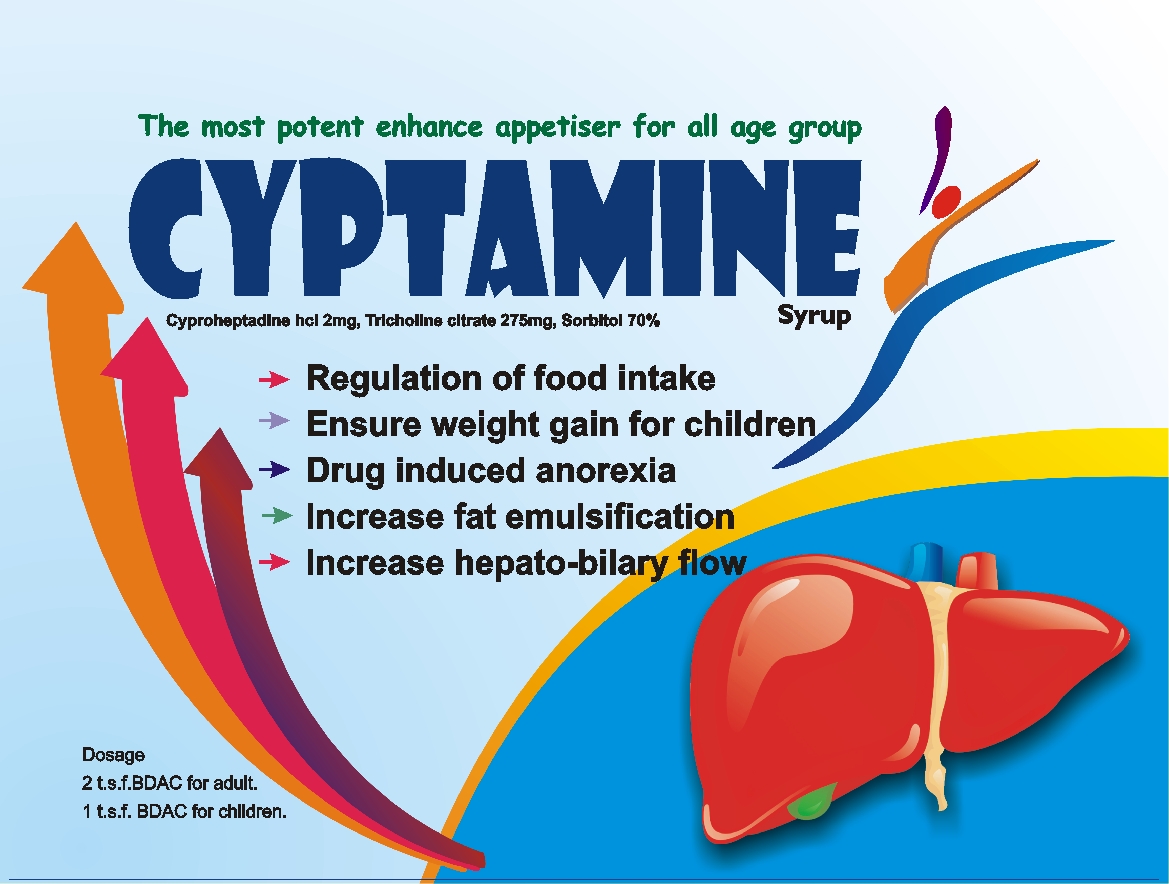 The most potent enhance appetiser for all age group
CYPTAMINE
Cyproheptadine hcl 2mg, Tricholine citrate 275mg, Sorbitol 70%
Syrup
Regulation of food intake
Ensure weight gain for children
Drug induced anorexia
Increase fat emulsification
Increase hepato-bilary flow
Dosage
2 t.s.f.BDAC for adult.
1 t.s.f. BDAC for children.